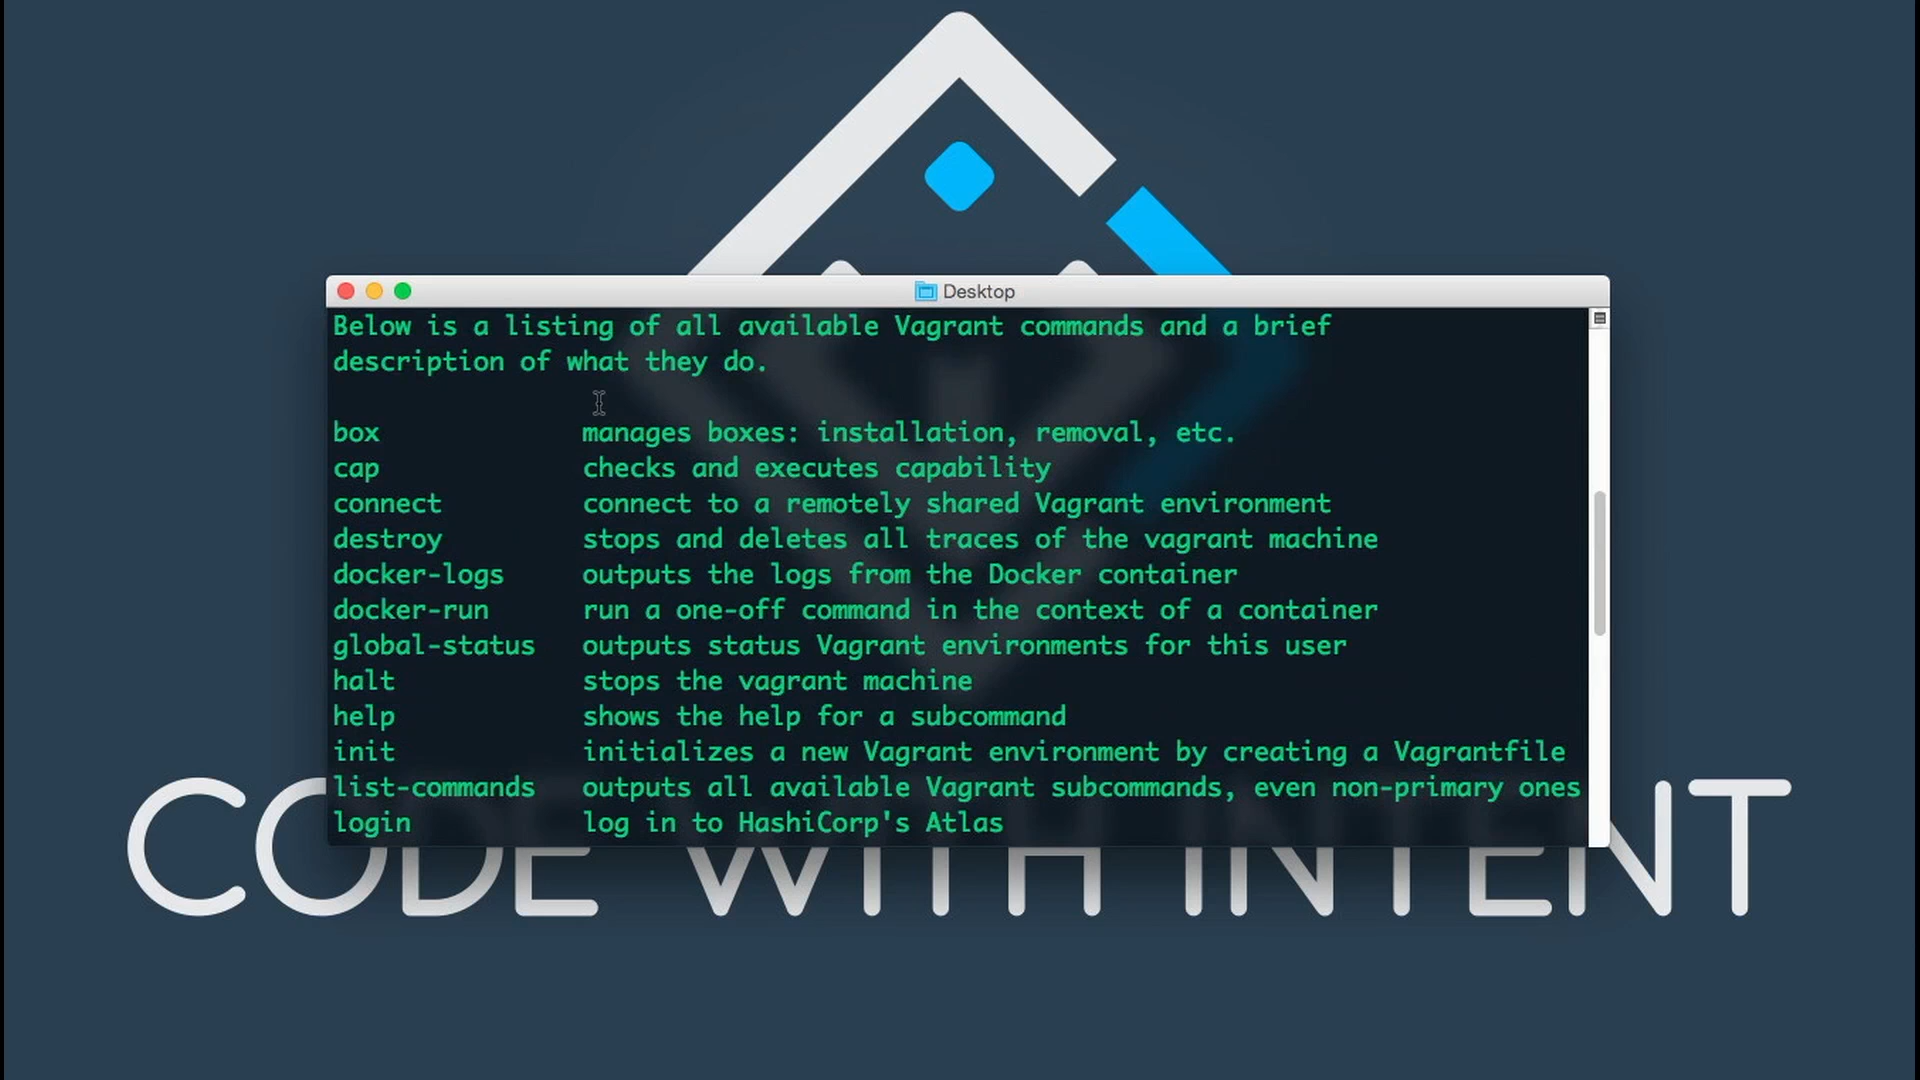 Desktop
Below is a listing of all available Vagrant commands and a brief
description of what they do.
box manages boxes: installation, removal, etc.
cap checks and executes capability
connect connect to a remotely shared Vagrant environment
destroy stops and deletes all traces of the vagrant machine
docker-logs outputs the logs from the Docker container
docker-run run a one-off command in the context of a container
global-status outputs status Vagrant environments for this user
halt stops the vagrant machine
help shows the help for a subcommand
init initializes a new Vagrant environment by creating a Vagrantfile
list-commands outputs all available Vagrant subcommands, even non-primary ones
login log in to HashiCorp's Atlas
CODE WITH INTENT